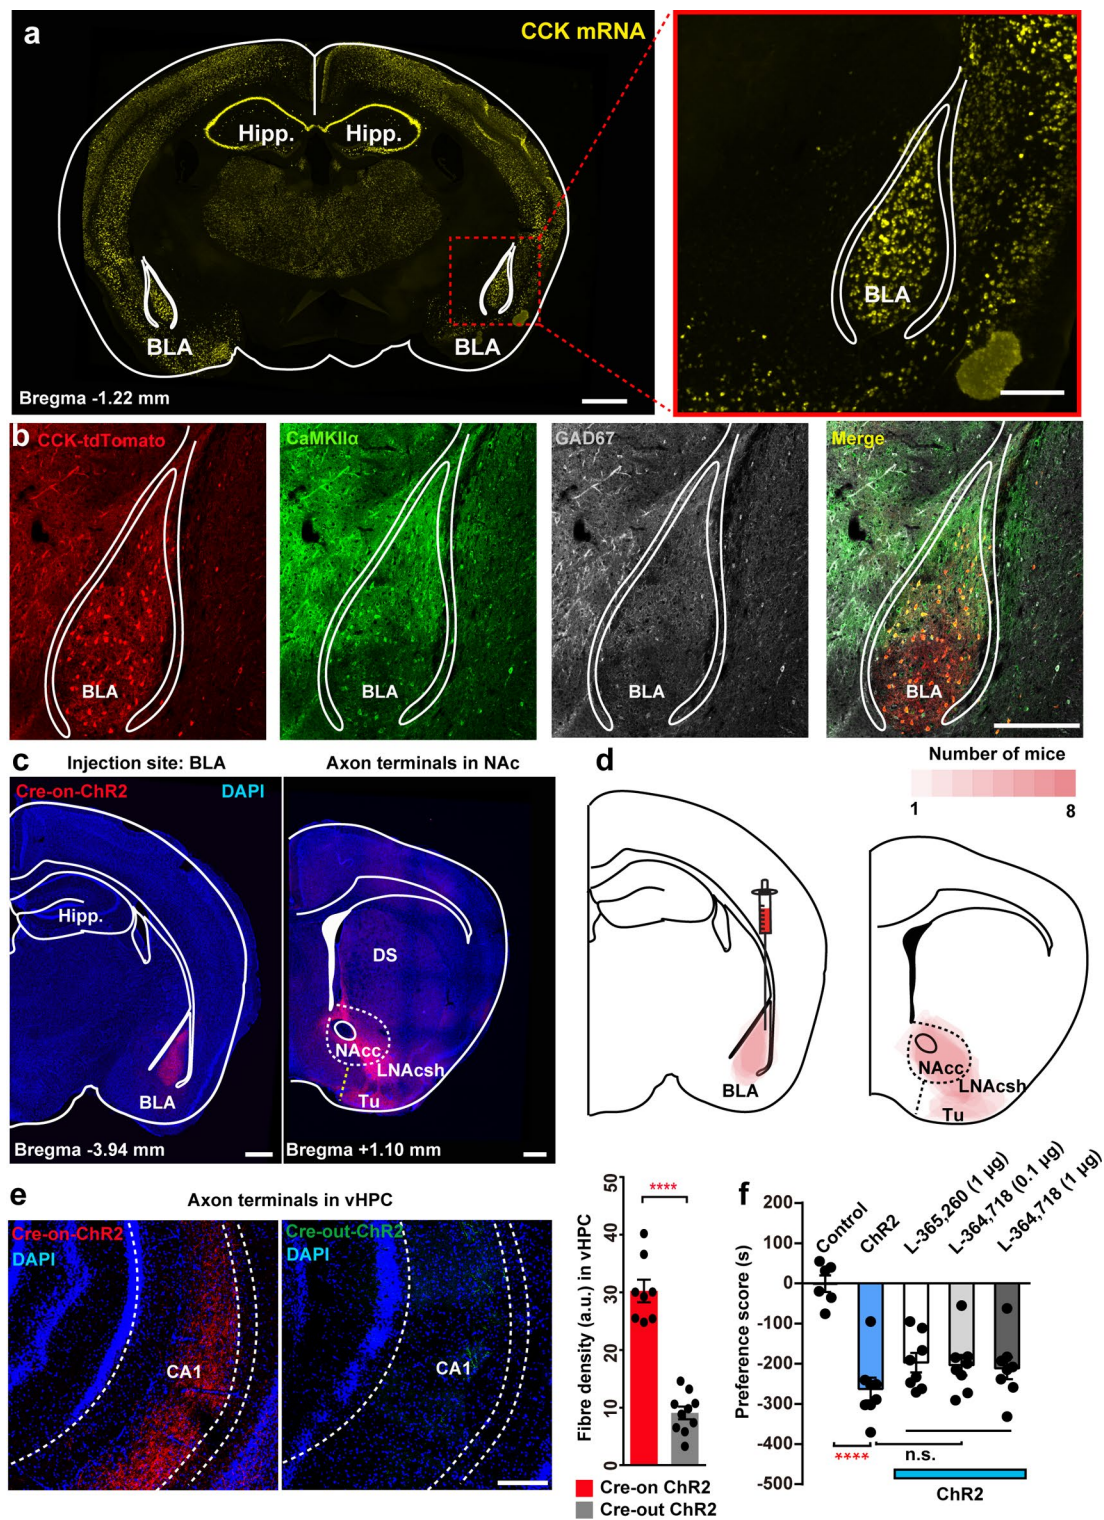 a
CCK mRNA
Hipp. Hipp.
BLA BLA
Bregma -1.22 mm
BLA
b
CCK-tdTomato
CaMKIIα
GAD67
Merge
BLA
BLA
BLA
BLA
c
Injection site: BLA
Axon terminals in NAc
Cre-on-ChR2
DAPI
Hipp.
BLA
Bregma -3.94 mm
DS
NAcc
LNAcsh
Tu
Bregma +1.10 mm
d
Number of mice
1 8
BLA
NAcc
LNAcsh
Tu
e
Axon terminals in vHPC
Cre-on-ChR2
DAPI
CA1
Cre-out-ChR2
DAPI
CA1
Fibre density (a.u.) in vHPC
50
40
30
20
10
0
****
Cre-on ChR2
Cre-out ChR2
f
Control
ChR2
L-365,260 (1 µg)
L-364,718 (0.1 µg)
L-364,718 (1 µg)
Preference score (s)
200
100
0
-100
-200
-300
-400
-500
****
n.s.
ChR2